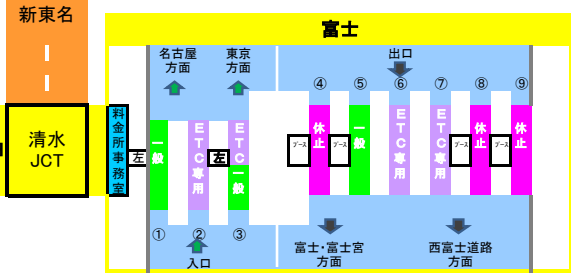 新東名
富士
名古屋
方面
東京
方面
出口
④
⑤
⑥
⑦
⑧
⑨
清水
JCT
料金所事務室
左
一般
ETC専用
左
ETC
一般
ブース
休止
ブース
一般
ETC専用
ETC専用
ブース
休止
ブース
休止
①
②
③
入口
富士・富士宮
方面
西富士道路
方面